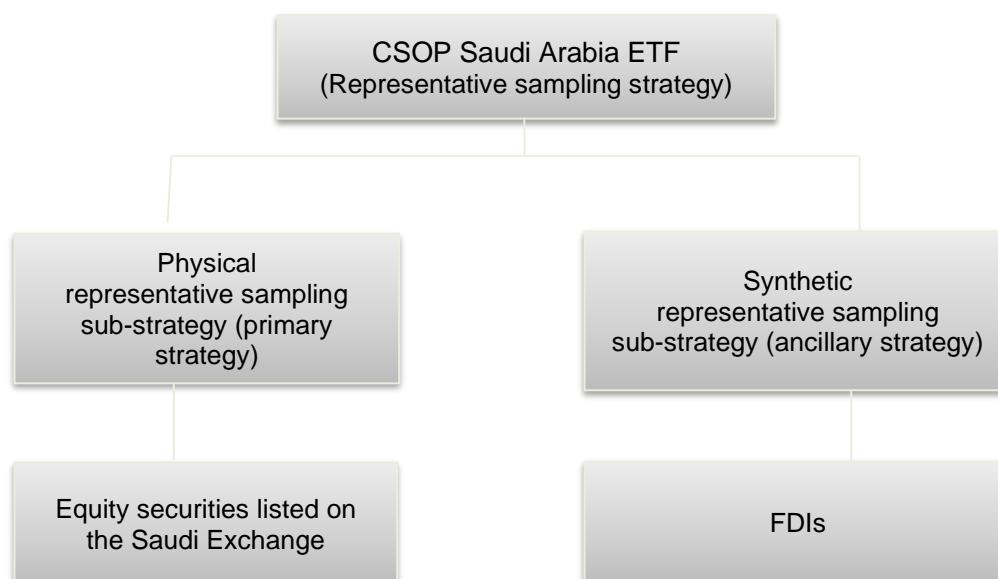 CSOP Saudi Arabia ETF
(Representative sampling strategy)
Physical
representative sampling
sub-strategy (primary
strategy)
Synthetic
representative sampling
sub-strategy (ancillary strategy)
Equity securities listed on
the Saudi Exchange
FDIs